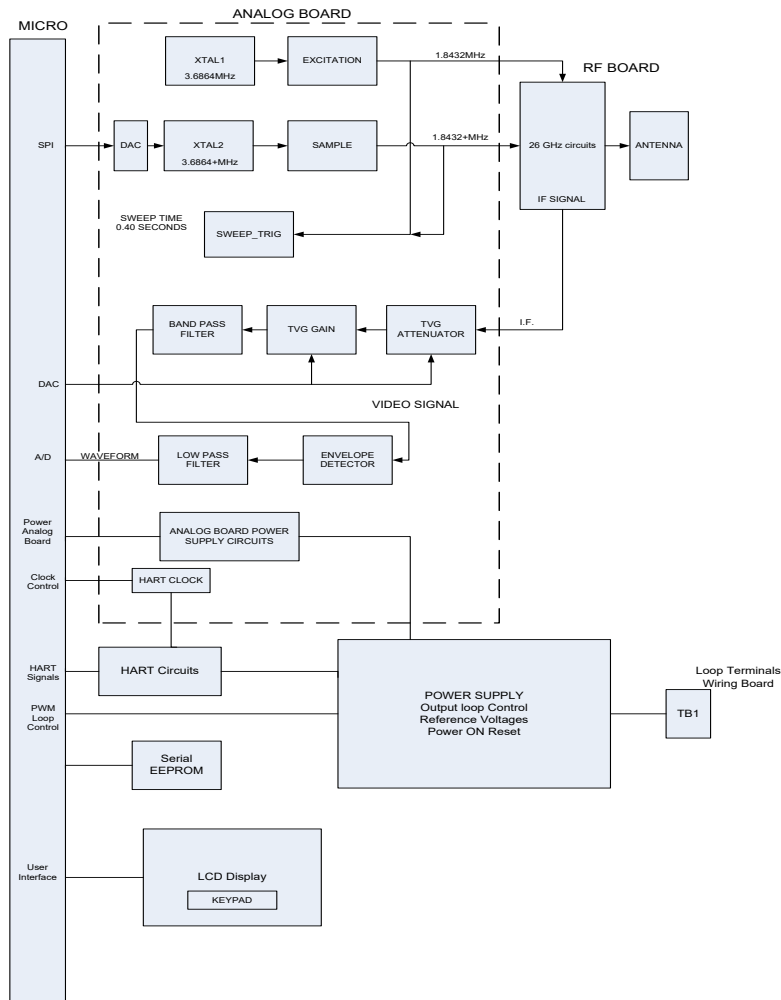 ANALOG BOARD
MICRO
XTAL1
3.6864MHz
EXCITATION
1.8432MHz
RF BOARD
SPI
DAC
XTAL2
3.6864+MHz
SAMPLE
1.8432+MHz
26 GHz circuits
IF SIGNAL
ANTENNA
SWEEP TIME
0.40 SECONDS
SWEEP_TRIG
BAND PASS
FILTER
TVG GAIN
TVG
ATTENUATOR
I.F.
DAC
VIDEO SIGNAL
A/D
WAVEFORM
LOW PASS
FILTER
ENVELOPE
DETECTOR
Power
Analog
Board
ANALOG BOARD POWER
SUPPLY CIRCUITS
Clock
Control
HART CLOCK
HART
Signals
HART Circuits
POWER SUPPLY
Output loop Control
Reference Voltages
Power ON Reset
Loop Terminals
Wiring Board
TB1
PWM
Loop
Control
Serial
EEPROM
User
Interface
LCD Display
KEYPAD